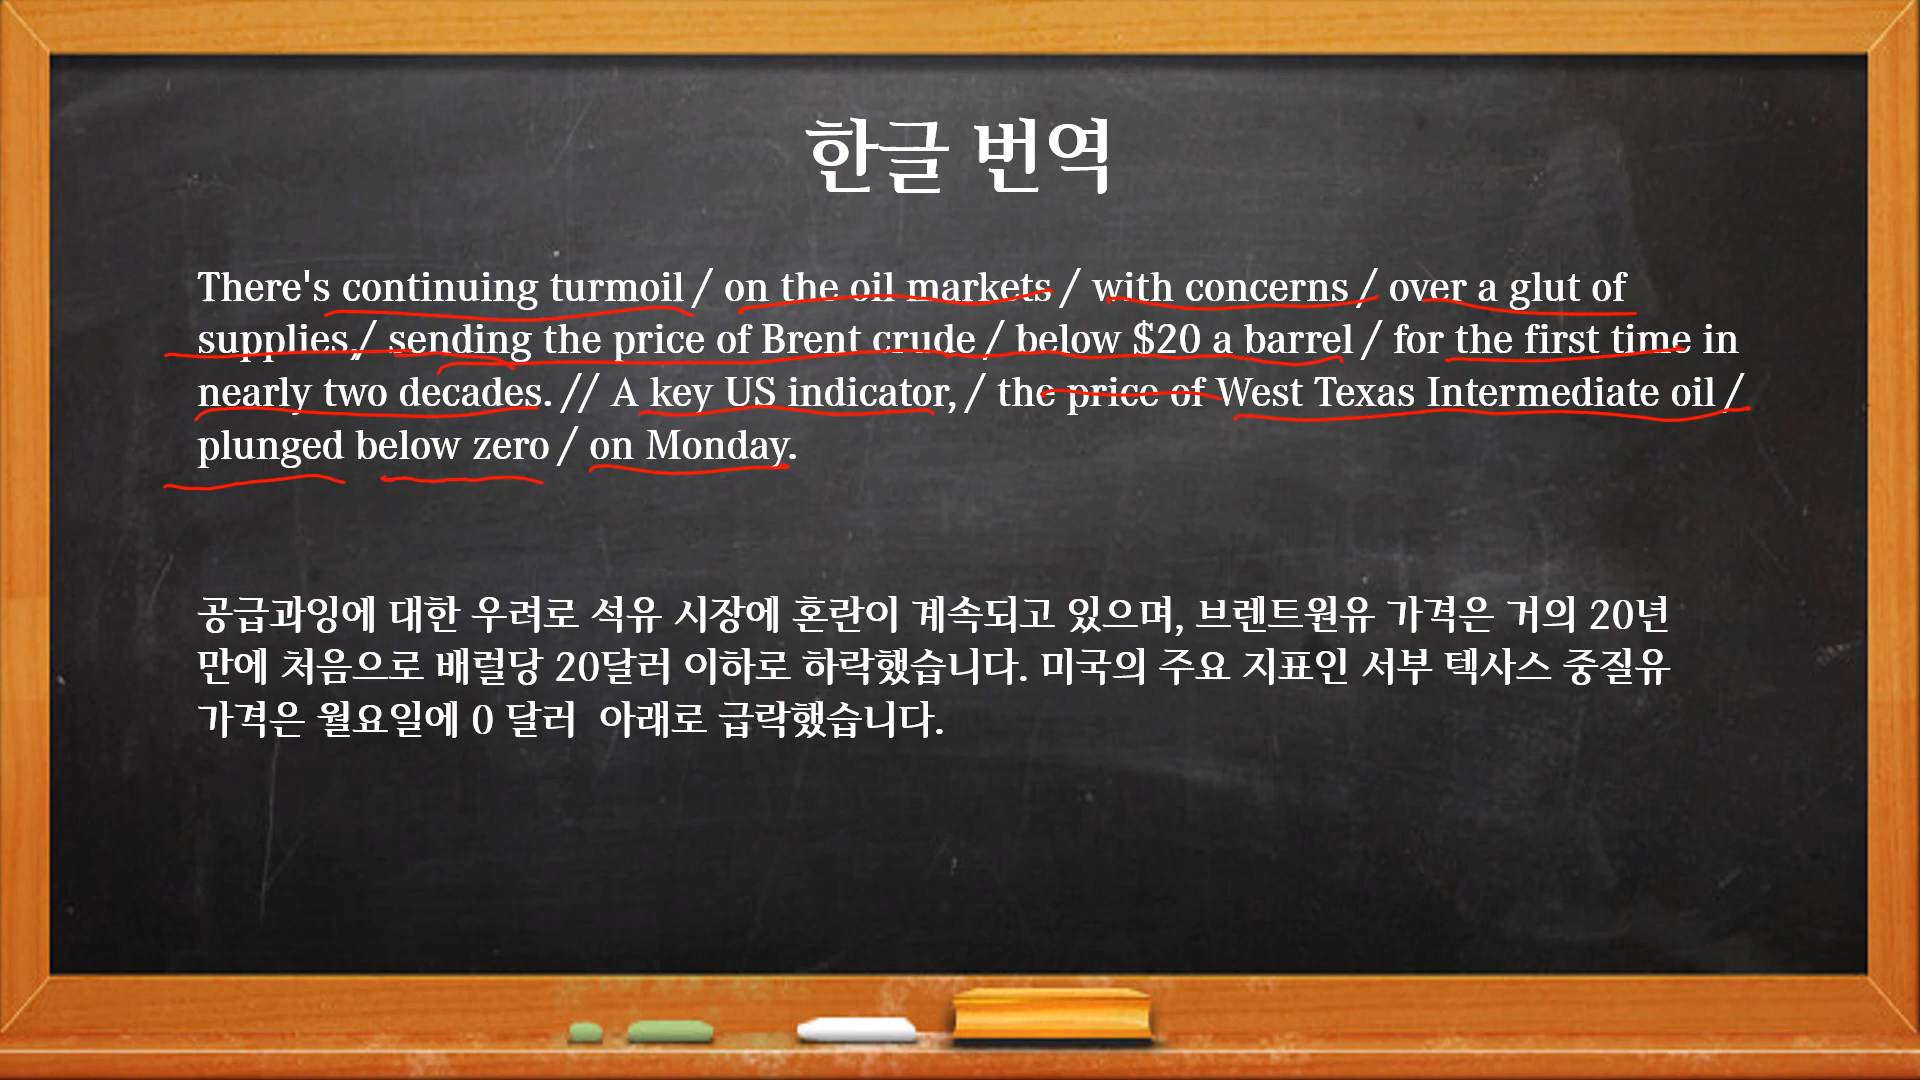 한글 번역
There's continuing turmoil / on the oil markets / with concerns / over a glut of
supplies, / sending the price of Brent crude / below $20 a barrel / for the first time in
nearly two decades. // A key US indicator, / the price of West Texas Intermediate oil /
plunged below zero / on Monday.
공급과잉에 대한 우려로 석유 시장에 혼란이 계속되고 있으며, 브렌트원유 가격은 거의 20년
만에 처음으로 배럴당 20달러 이하로 하락했습니다. 미국의 주요 지표인 서부 텍사스 중질유
가격은 월요일에 0 달러 아래로 급락했습니다.